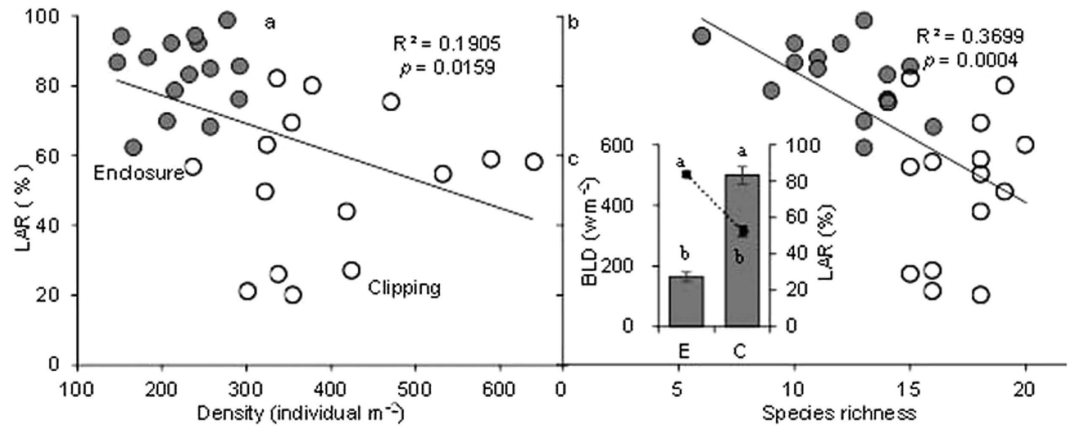 a
R² = 0.1905
p = 0.0159
LAR (%)
100
80
60
40
20
0
Enclosure
Clipping
100 200 300 400 500 600
Density (individual m⁻²)
b
R² = 0.3699
p = 0.0004
0 5 10 15 20
Species richness
c
BLD (wm⁻²)
600
400
200
0
a
a
b
b
E C
100
80
60
40
20
0
LAR (%)